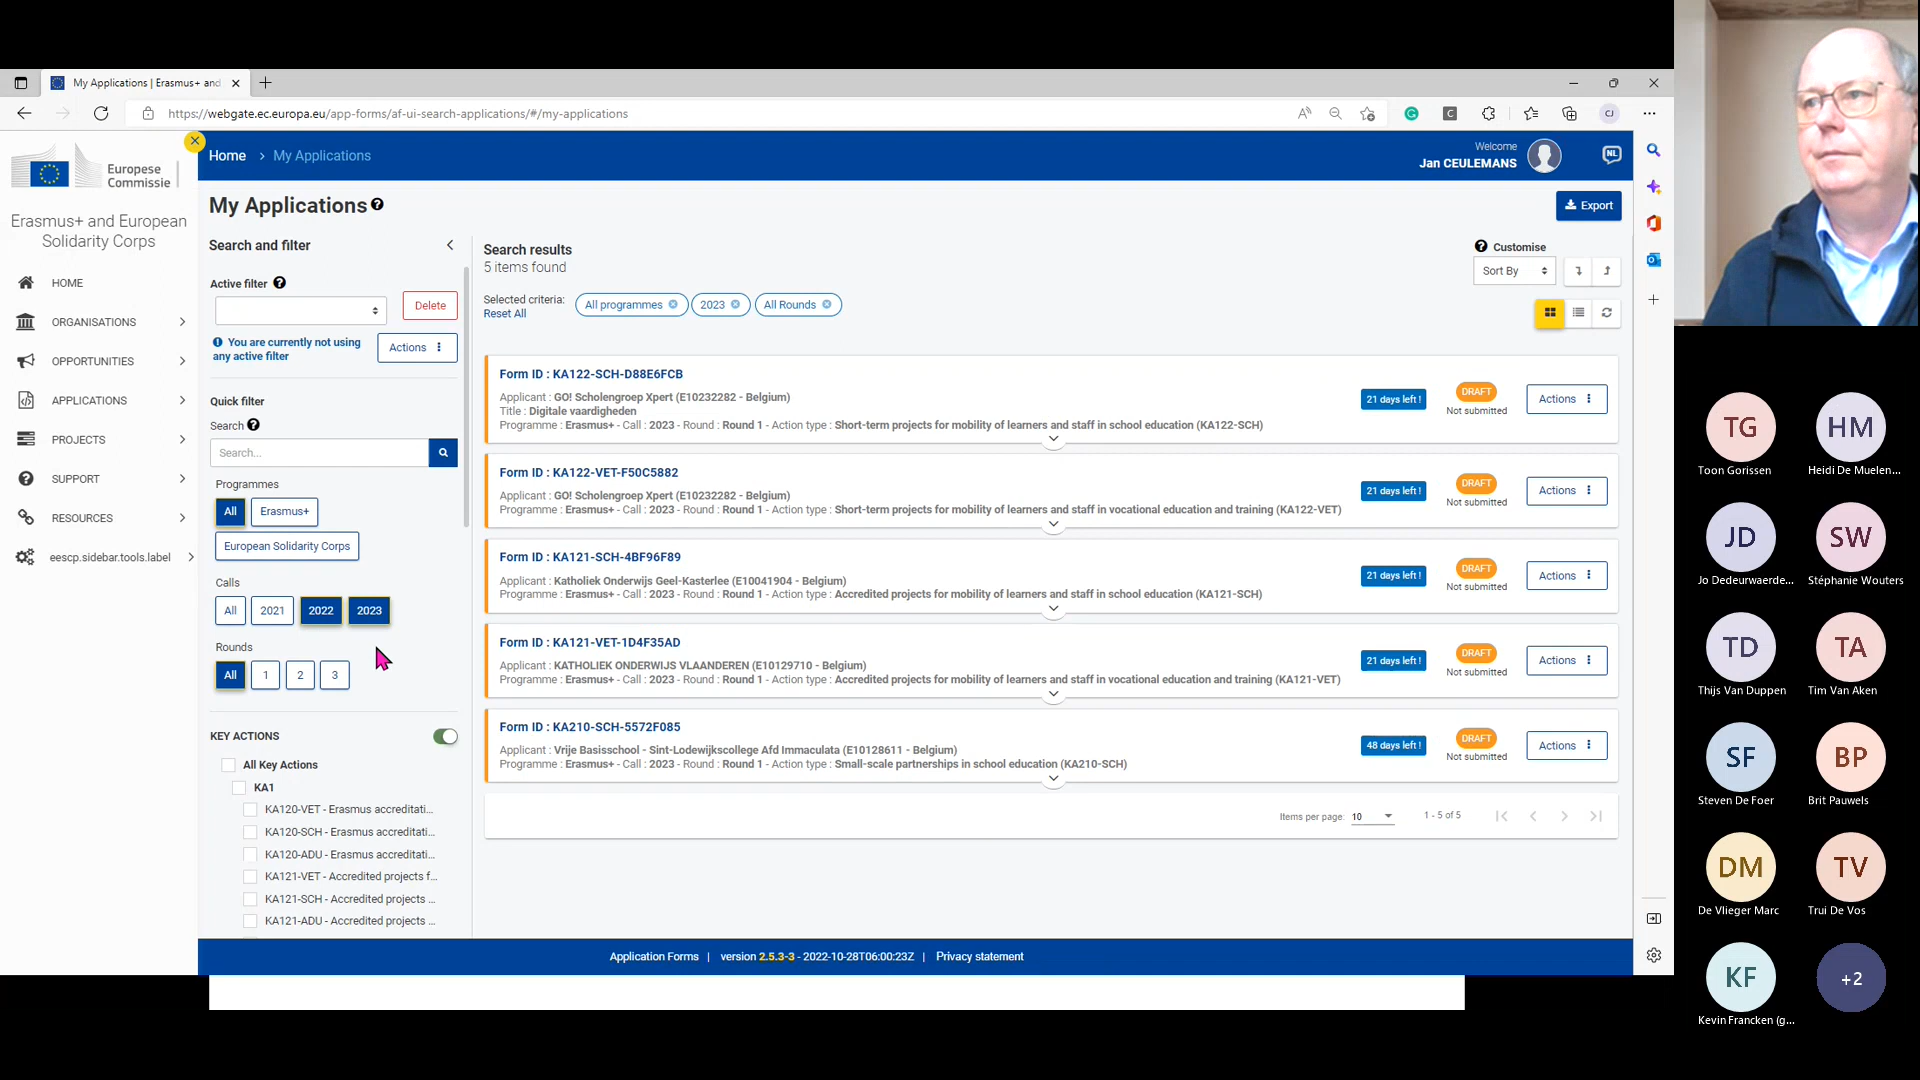 My Applications | Erasmus+ and
https://webgate.ec.europa.eu/app-forms/af-ui-search-applications/#/my-applications
CJ
Europese
Commissie
Erasmus+ and European
Solidarity Corps
HOME
ORGANISATIONS
OPPORTUNITIES
APPLICATIONS
PROJECTS
SUPPORT
RESOURCES
eescp.sidebar.tools.label
Home > My Applications
Welcome
Jan CEULEMANS
NL
My Applications
Export
Search and filter
Active filter
Delete
You are currently not using
any active filter
Actions
Quick filter
Search
Search...
Programmes
All
Erasmus+
European Solidarity Corps
Calls
All
2021
2022
2023
Rounds
All
1
2
3
KEY ACTIONS
All Key Actions
KA1
KA120-VET - Erasmus accreditati...
KA120-SCH - Erasmus accreditati...
KA120-ADU - Erasmus accreditati...
KA121-VET - Accredited projects f...
KA121-SCH - Accredited projects ...
KA121-ADU - Accredited projects ...
Search results
5 items found
Selected criteria:
Reset All
All programmes
2023
All Rounds
Customise
Sort By
Form ID : KA122-SCH-D88E6FCB
Applicant : GO! Scholengroep Xpert (E10232282 - Belgium)
Title : Digitale vaardigheden
Programme : Erasmus+ - Call : 2023 - Round : Round 1 - Action type : Short-term projects for mobility of learners and staff in school education (KA122-SCH)
21 days left !
DRAFT
Not submitted
Actions
Form ID : KA122-VET-F50C5882
Applicant : GO! Scholengroep Xpert (E10232282 - Belgium)
Programme : Erasmus+ - Call : 2023 - Round : Round 1 - Action type : Short-term projects for mobility of learners and staff in vocational education and training (KA122-VET)
21 days left !
DRAFT
Not submitted
Actions
Form ID : KA121-SCH-4BF96F89
Applicant : Katholiek Onderwijs Geel-Kasterlee (E10041904 - Belgium)
Programme : Erasmus+ - Call : 2023 - Round : Round 1 - Action type : Accredited projects for mobility of learners and staff in school education (KA121-SCH)
21 days left !
DRAFT
Not submitted
Actions
Form ID : KA121-VET-1D4F35AD
Applicant : KATHOLIEK ONDERWIJS VLAANDEREN (E10129710 - Belgium)
Programme : Erasmus+ - Call : 2023 - Round : Round 1 - Action type : Accredited projects for mobility of learners and staff in vocational education and training (KA121-VET)
21 days left !
DRAFT
Not submitted
Actions
Form ID : KA210-SCH-5572F085
Applicant : Vrije Basisschool - Sint-Lodewijkscollege Afd Immaculata (E10128611 - Belgium)
Programme : Erasmus+ - Call : 2023 - Round : Round 1 - Action type : Small-scale partnerships in school education (KA210-SCH)
48 days left !
DRAFT
Not submitted
Actions
Items per page: 10
1 - 5 of 5
Application Forms | version 2.5.3-3 - 2022-10-28T06:00:23Z | Privacy statement
TG
Toon Gorissen
HM
Heidi De Muelen...
JD
Jo Dedeurwaerde...
SW
Stéphanie Wouters
TD
Thijs Van Duppen
TA
Tim Van Aken
SF
Steven De Foer
BP
Brit Pauwels
DM
De Vlieger Marc
TV
Trui De Vos
KF
Kevin Francken (g...
+2